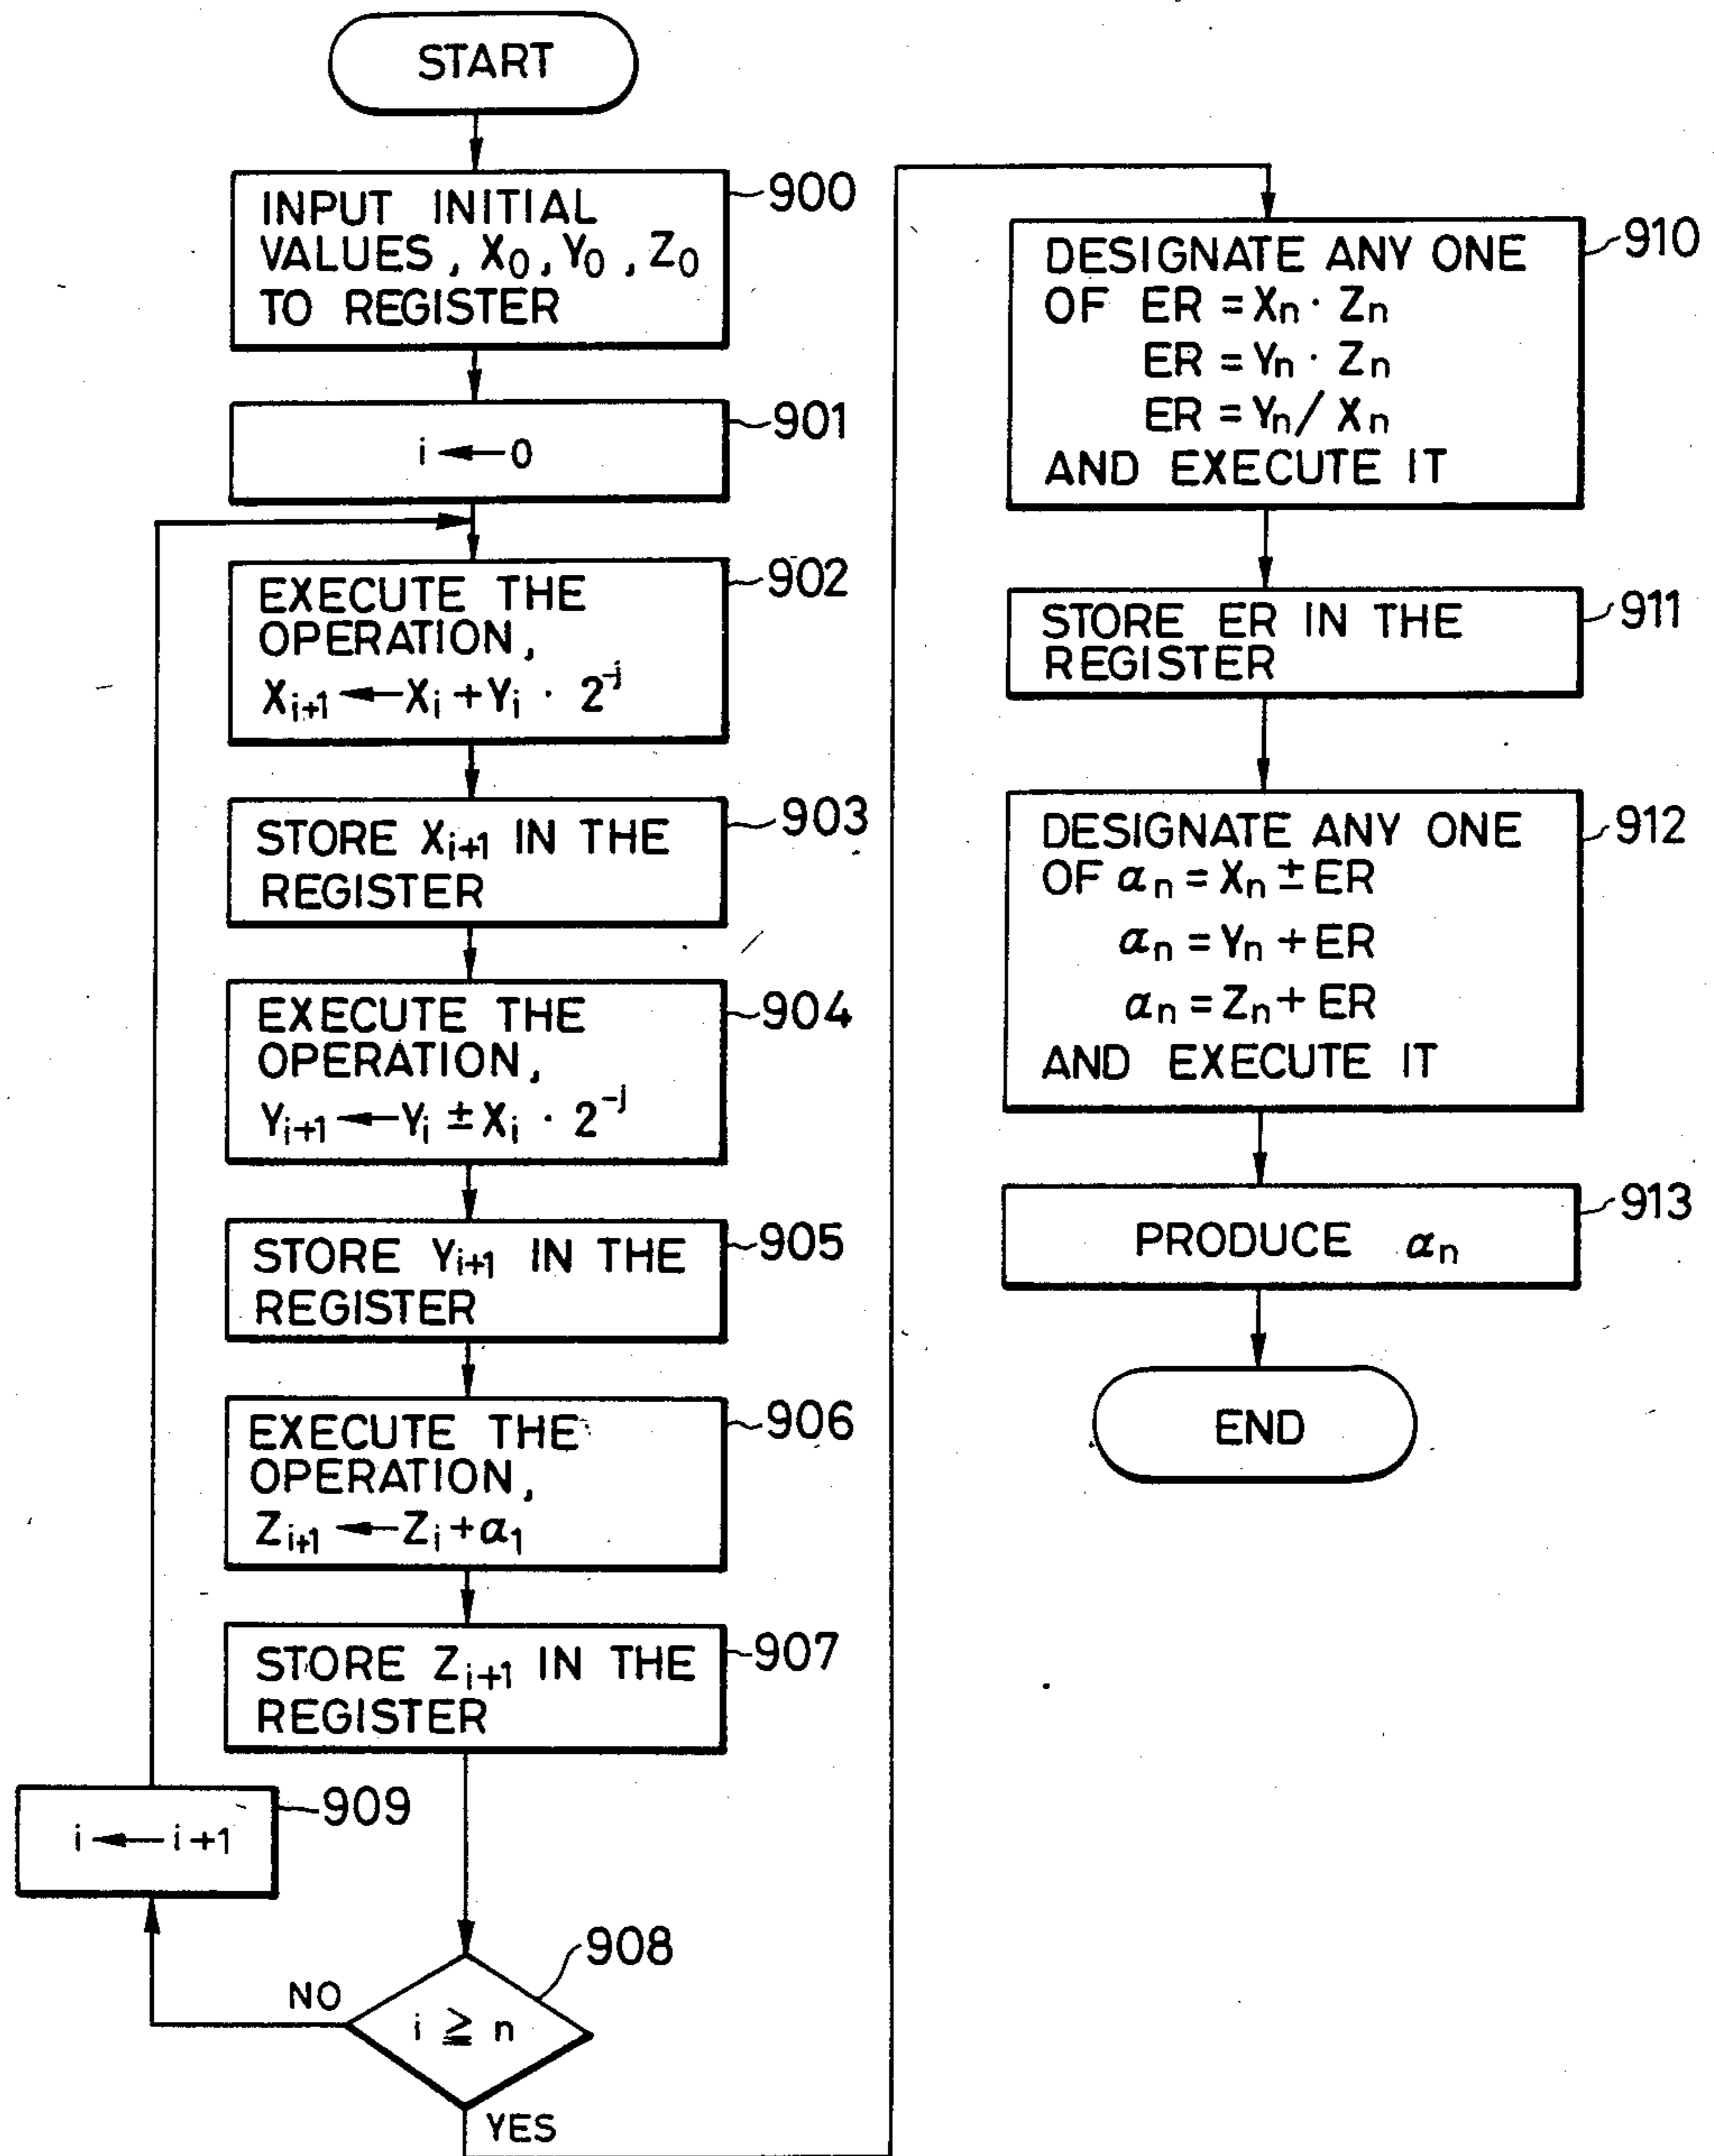 START
INPUT INITIAL
VALUES, X₀, Y₀, Z₀
TO REGISTER
900
i ← 0
901
EXECUTE THE
OPERATION,
Xᵢ₊₁ ← Xᵢ + Yᵢ · 2⁻ʲ
902
STORE Xᵢ₊₁ IN THE
REGISTER
903
EXECUTE THE
OPERATION,
Yᵢ₊₁ ← Yᵢ ± Xᵢ · 2⁻ʲ
904
STORE Yᵢ₊₁ IN THE
REGISTER
905
EXECUTE THE
OPERATION,
Zᵢ₊₁ ← Zᵢ + α₁
906
STORE Zᵢ₊₁ IN THE
REGISTER
907
i ← i+1
909
i ≧ n
908
NO
YES
DESIGNATE ANY ONE
OF ER = Xₙ · Zₙ
ER = Yₙ · Zₙ
ER = Yₙ / Xₙ
AND EXECUTE IT
910
STORE ER IN THE
REGISTER
911
DESIGNATE ANY ONE
OF αₙ = Xₙ ± ER
αₙ = Yₙ + ER
αₙ = Zₙ + ER
AND EXECUTE IT
912
PRODUCE αₙ
913
END